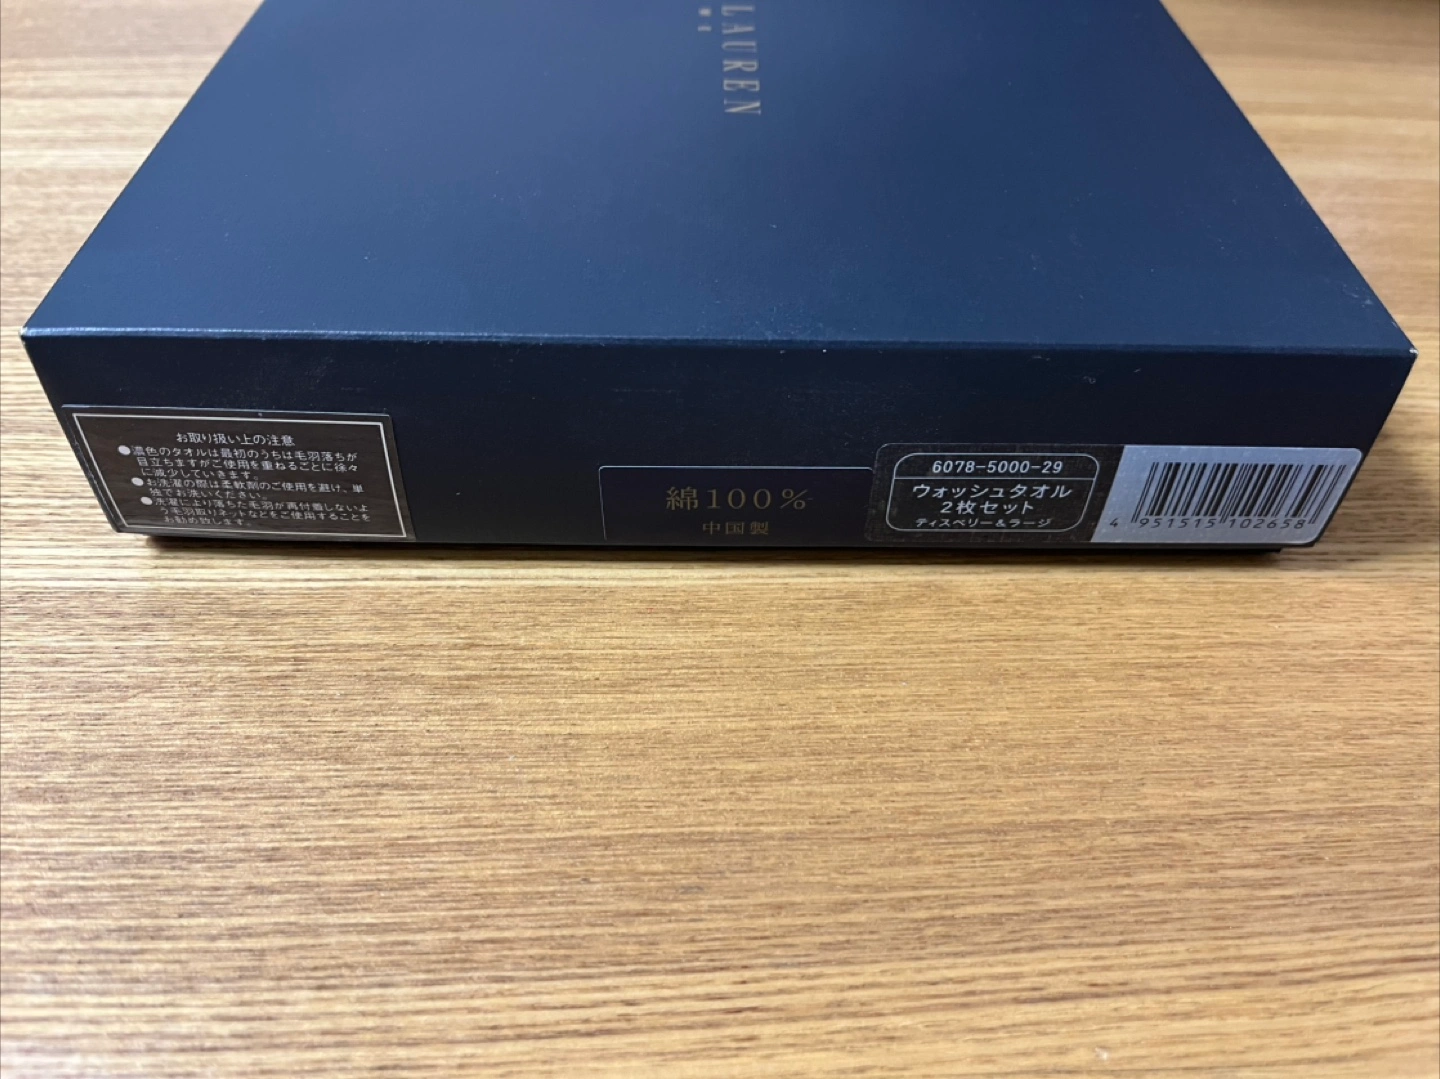 LAUREN
お取り扱い上の注意
●濃色のタオルは最初のうちは毛羽落ちが
目立ちますがご使用を重ねるごとに徐々
に減少していきます。
●お洗濯の際は柔軟剤のご使用を避け、単
独でお洗いください。
●洗濯により落ちた毛羽が再付着しないよ
う毛羽取りネットなどをご使用することを
お勧め致します。
綿100%
中国製
6078-5000-29
ウォッシュタオル
2枚セット
ティスベリー&ラージ
4 951515 102658